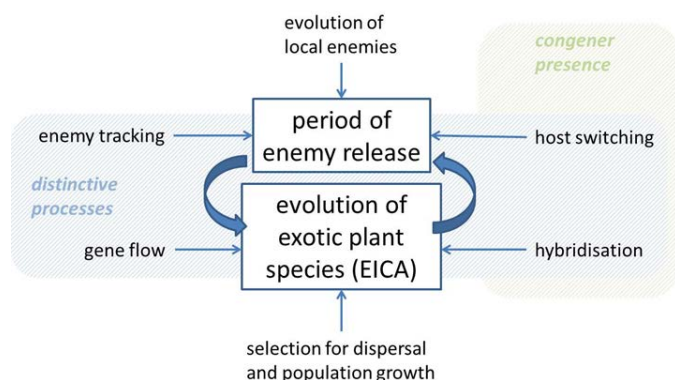 evolution of
local enemies
congener
presence
period of
enemy release
enemy tracking
host switching
distinctive
processes
evolution of
exotic plant
species (EICA)
gene flow
hybridisation
selection for dispersal
and population growth